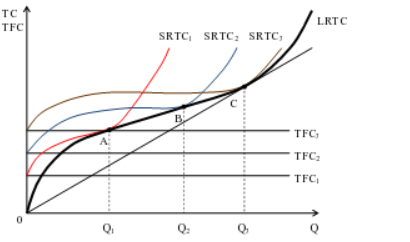 TC
TFC
SRTC₁
SRTC₂
SRTC₃
LRTC
A
B
C
TFC₃
TFC₂
TFC₁
0
Q₁
Q₂
Q₃
Q